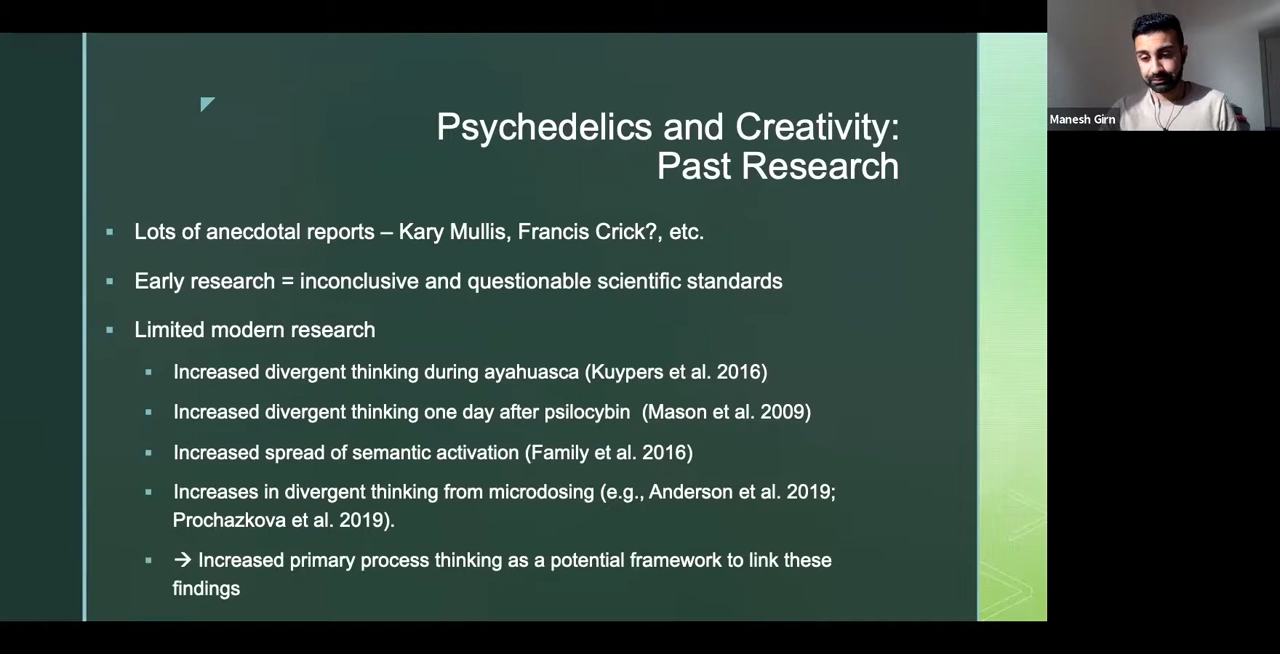 Psychedelics and Creativity:
Past Research
▪ Lots of anecdotal reports – Kary Mullis, Francis Crick?, etc.
▪ Early research = inconclusive and questionable scientific standards
▪ Limited modern research
▪ Increased divergent thinking during ayahuasca (Kuypers et al. 2016)
▪ Increased divergent thinking one day after psilocybin  (Mason et al. 2009)
▪ Increased spread of semantic activation (Family et al. 2016)
▪ Increases in divergent thinking from microdosing (e.g., Anderson et al. 2019;
Prochazkova et al. 2019).
▪ → Increased primary process thinking as a potential framework to link these
findings
Manesh Girn